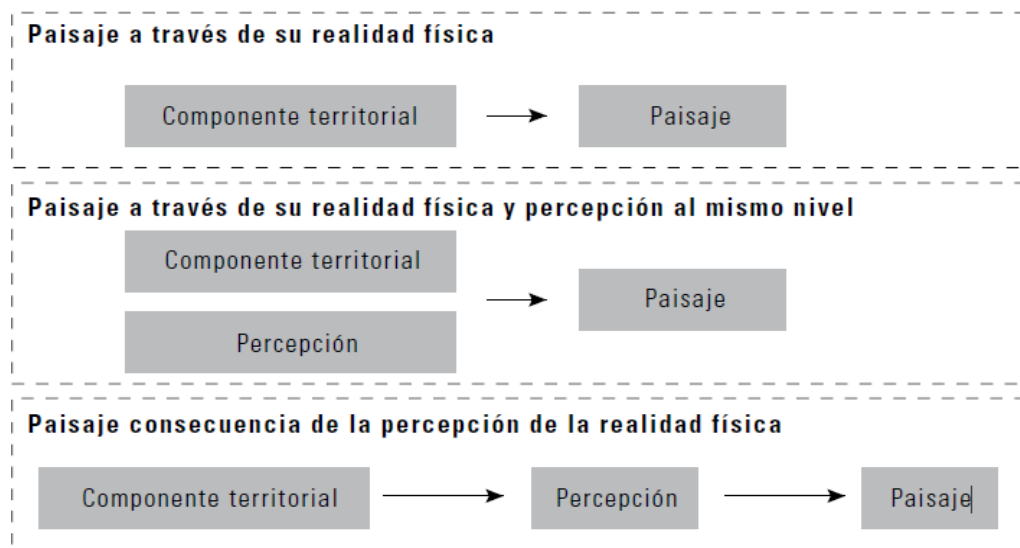 Paisaje a través de su realidad física
Componente territorial
Paisaje
Paisaje a través de su realidad física y percepción al mismo nivel
Componente territorial
Percepción
Paisaje
Paisaje consecuencia de la percepción de la realidad física
Componente territorial
Percepción
Paisaje